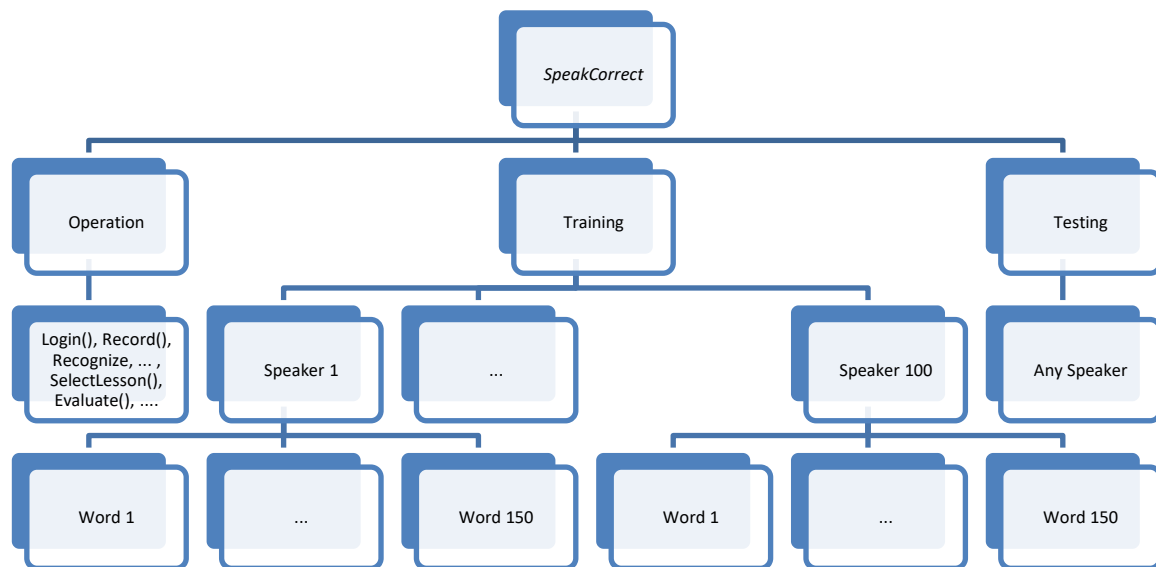 SpeakCorrect
Operation
Training
Testing
Login(), Record(),
Recognize, ... ,
SelectLesson(),
Evaluate(), ....
Speaker 1
...
Speaker 100
Any Speaker
Word 1
...
Word 150
Word 1
...
Word 150